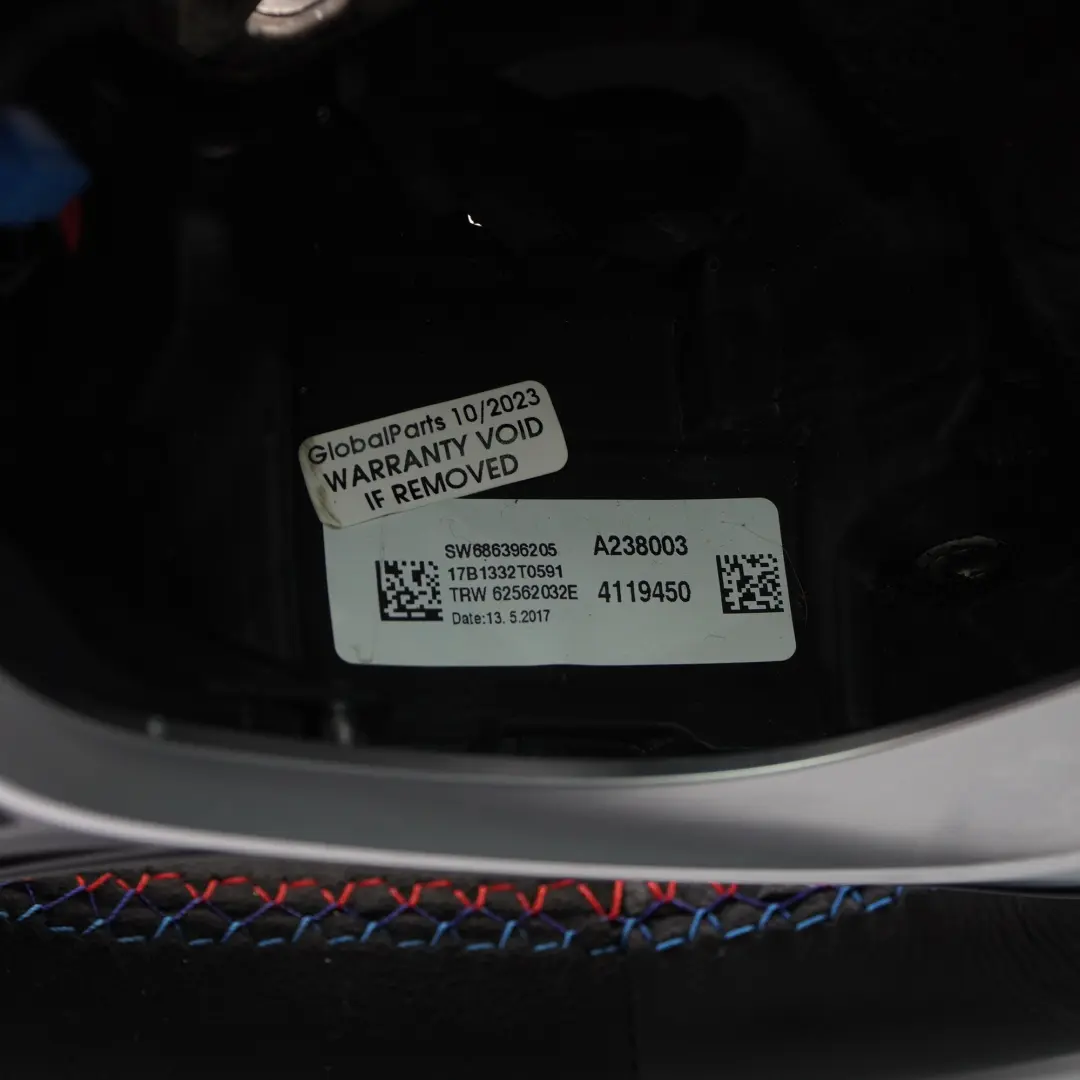 GlobalParts 10/2023
WARRANTY VOID
IF REMOVED
SW686396205
17B1332T0591
TRW 62562032E
Date:13. 5.2017
A238003
4119450